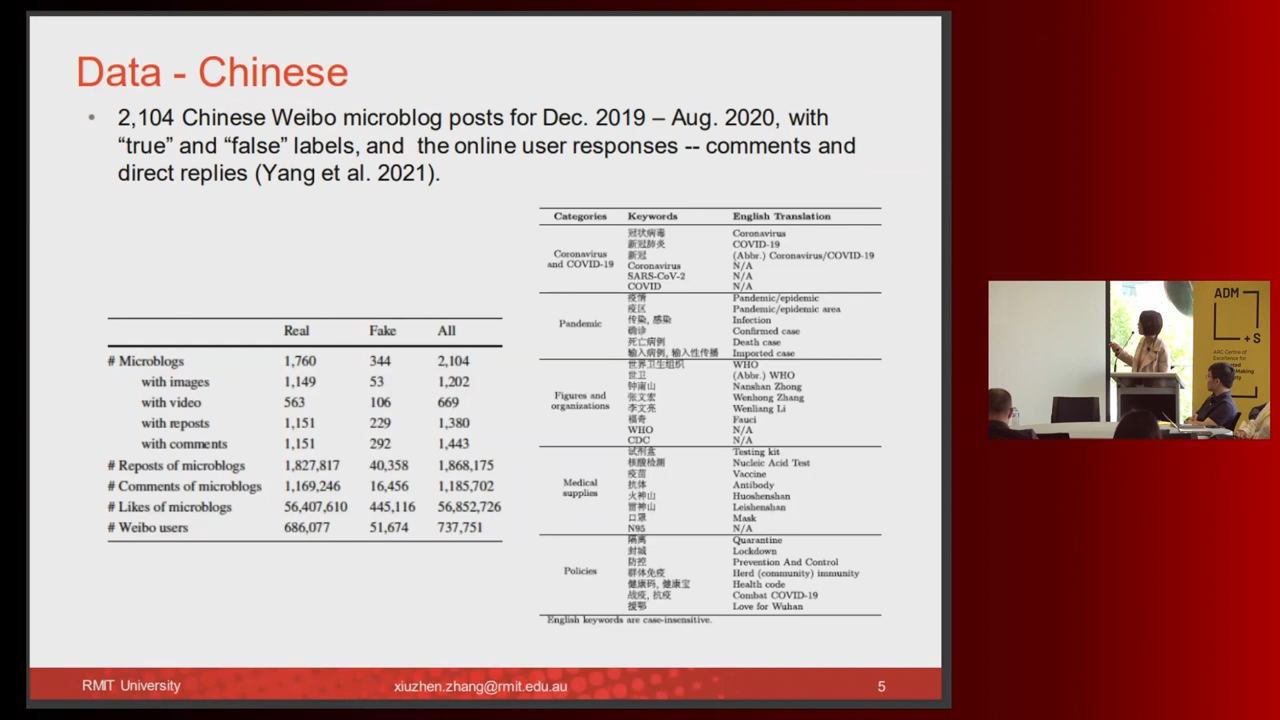 Data - Chinese
• 2,104 Chinese Weibo microblog posts for Dec. 2019 – Aug. 2020, with
“true” and “false” labels, and the online user responses -- comments and
direct replies (Yang et al. 2021).
Real Fake All
# Microblogs 1,760 344 2,104
with images 1,149 53 1,202
with video 563 106 669
with reposts 1,151 229 1,380
with comments 1,151 292 1,443
# Reposts of microblogs 1,827,817 40,358 1,868,175
# Comments of microblogs 1,169,246 16,456 1,185,702
# Likes of microblogs 56,407,610 445,116 56,852,726
# Weibo users 686,077 51,674 737,751
Categories Keywords English Translation
Coronavirus
and COVID-19
冠状病毒 Coronavirus
新冠肺炎 COVID-19
新冠 (Abbr.) Coronavirus/COVID-19
Coronavirus N/A
SARS-CoV-2 N/A
COVID N/A
Pandemic
疫情 Pandemic/epidemic
疫区 Pandemic/epidemic area
传染, 感染 Infection
确诊 Confirmed case
死亡病例 Death case
输入病例, 输入性传播 Imported case
Figures and
organizations
世界卫生组织 WHO
世卫 (Abbr.) WHO
钟南山 Nanshan Zhong
张文宏 Wenhong Zhang
李文亮 Wenliang Li
福奇 Fauci
WHO N/A
CDC N/A
Medical
supplies
试剂盒 Testing kit
核酸检测 Nucleic Acid Test
疫苗 Vaccine
抗体 Antibody
火神山 Huoshenshan
雷神山 Leishenshan
口罩 Mask
N95 N/A
Policies
隔离 Quarantine
封城 Lockdown
防控 Prevention And Control
群体免疫 Herd (community) immunity
健康码, 健康宝 Health code
战疫, 抗疫 Combat COVID-19
援鄂 Love for Wuhan
English keywords are case-insensitive.
RMIT University xiuzhen.zhang@rmit.edu.au 5
ADM
+S
ARC Centre of
Excellence for